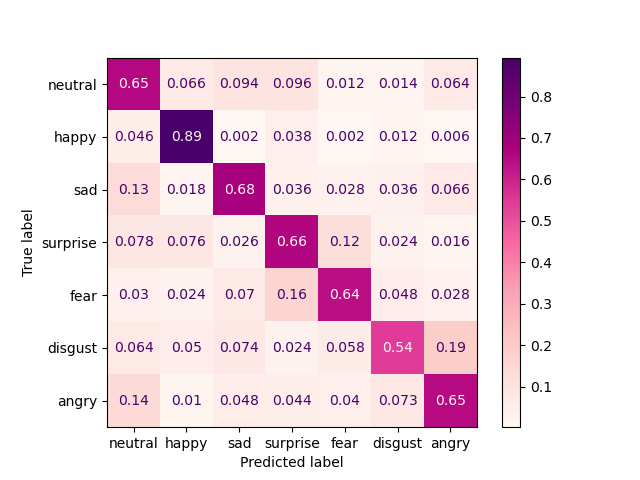 neutral 0.65 0.066 0.094 0.096 0.012 0.014 0.064
happy 0.046 0.89 0.002 0.038 0.002 0.012 0.006
sad 0.13 0.018 0.68 0.036 0.028 0.036 0.066
surprise 0.078 0.076 0.026 0.66 0.12 0.024 0.016
fear 0.03 0.024 0.07 0.16 0.64 0.048 0.028
disgust 0.064 0.05 0.074 0.024 0.058 0.54 0.19
angry 0.14 0.01 0.048 0.044 0.04 0.073 0.65
neutral happy sad surprise fear disgust angry
Predicted label
True label
0.8
0.7
0.6
0.5
0.4
0.3
0.2
0.1